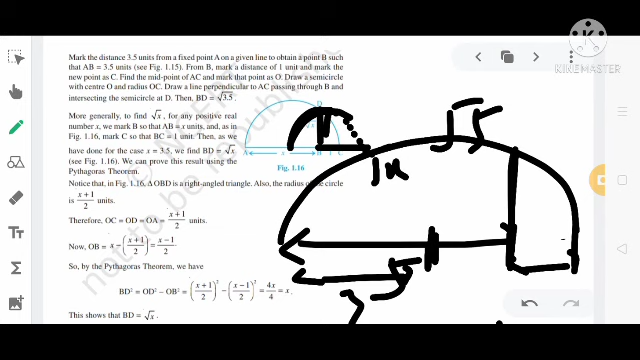 Mark the distance 3.5 units from a fixed point A on a given line to obtain a point B such
that AB = 3.5 units (see Fig. 1.15). From B, mark a distance of 1 unit and mark the
new point as C. Find the mid-point of AC and mark that point as O. Draw a semicircle
with centre O and radius OC. Draw a line perpendicular to AC passing through B and
intersecting the semicircle at D. Then, BD = √3.5.
More generally, to find √x, for any positive real
number x, we mark B so that AB = x units, and, as in
Fig. 1.16, mark C so that BC = 1 unit. Then, as we
have done for the case x = 3.5, we find BD = √x
(see Fig. 1.16). We can prove this result using the
Pythagoras Theorem.
Fig. 1.16
Notice that, in Fig. 1.16, Δ OBD is a right-angled triangle. Also, the radius of the circle
is (x+1)/2 units.
Therefore, OC = OD = OA = (x+1)/2 units.
Now, OB = x − ((x+1)/2) = (x−1)/2.
So, by the Pythagoras Theorem, we have
BD² = OD² − OB² = ((x+1)/2)² − ((x−1)/2)² = 4x/4 = x.
This shows that BD = √x.
√5
KINEMASTER